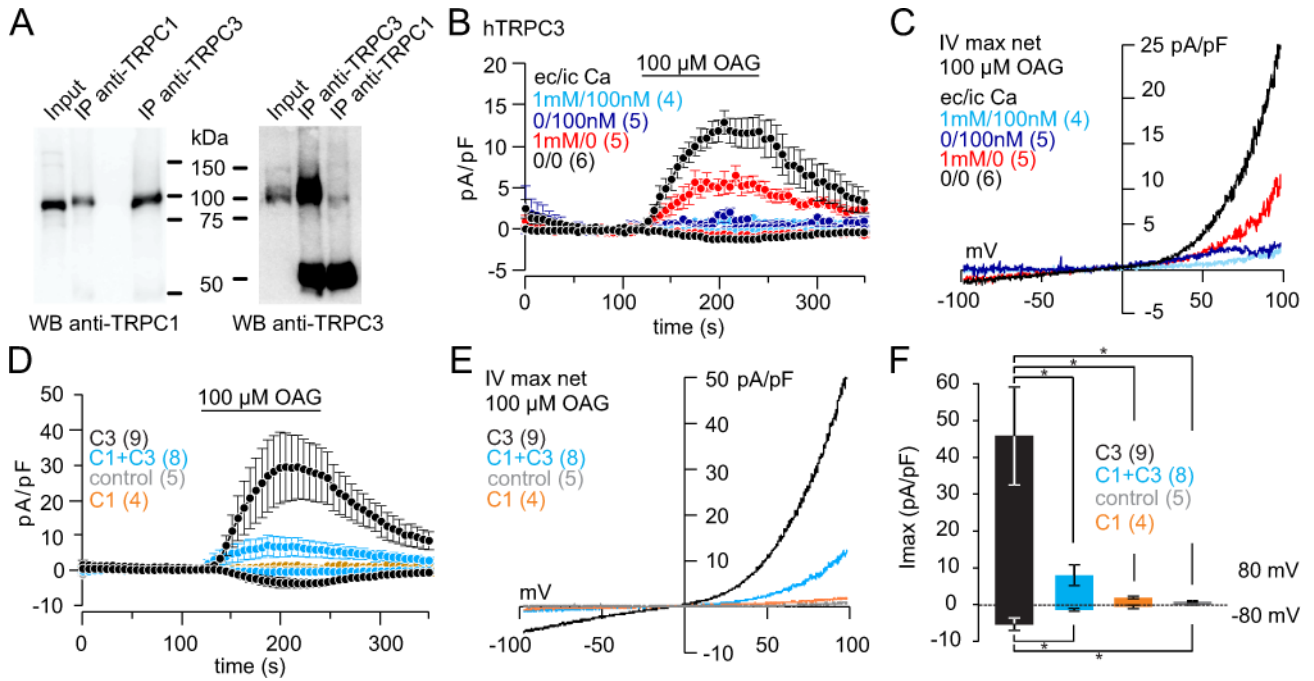 A
Input
IP anti-TRPC1
IP anti-TRPC3
kDa
150
100
75
50
WB anti-TRPC1
Input
IP anti-TRPC3
IP anti-TRPC1
WB anti-TRPC3
B hTRPC3
100 µM OAG
ec/ic Ca
1mM/100nM (4)
0/100nM (5)
1mM/0 (5)
0/0 (6)
pA/pF
20
15
10
5
0
-5
0 100 200 300
time (s)
C
IV max net
100 µM OAG
ec/ic Ca
1mM/100nM (4)
0/100nM (5)
1mM/0 (5)
0/0 (6)
25 pA/pF
20
15
10
5
-5
mV
-100 -50 50 100
D
100 µM OAG
C3 (9)
C1+C3 (8)
control (5)
C1 (4)
pA/pF
50
40
30
20
10
0
-10
0 100 200 300
time (s)
E
IV max net
100 µM OAG
C3 (9)
C1+C3 (8)
control (5)
C1 (4)
50 pA/pF
40
30
20
10
-10
mV
-100 -50 50 100
F
* * *
C3 (9)
C1+C3 (8)
control (5)
C1 (4)
Imax (pA/pF)
60
50
40
30
20
10
0
-10
80 mV
-80 mV
* *